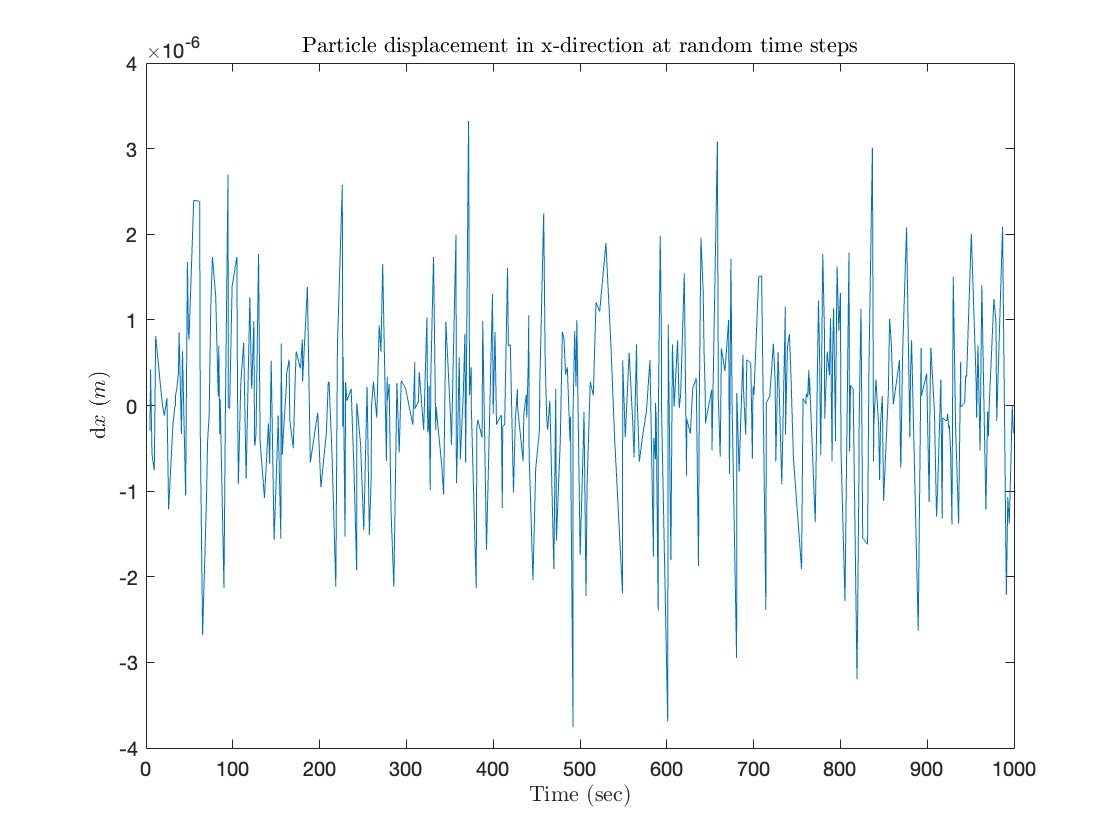 Particle displacement in x-direction at random time steps
×10-6
4
3
2
1
0
-1
-2
-3
-4
dx (m)
0 100 200 300 400 500 600 700 800 900 1000
Time (sec)